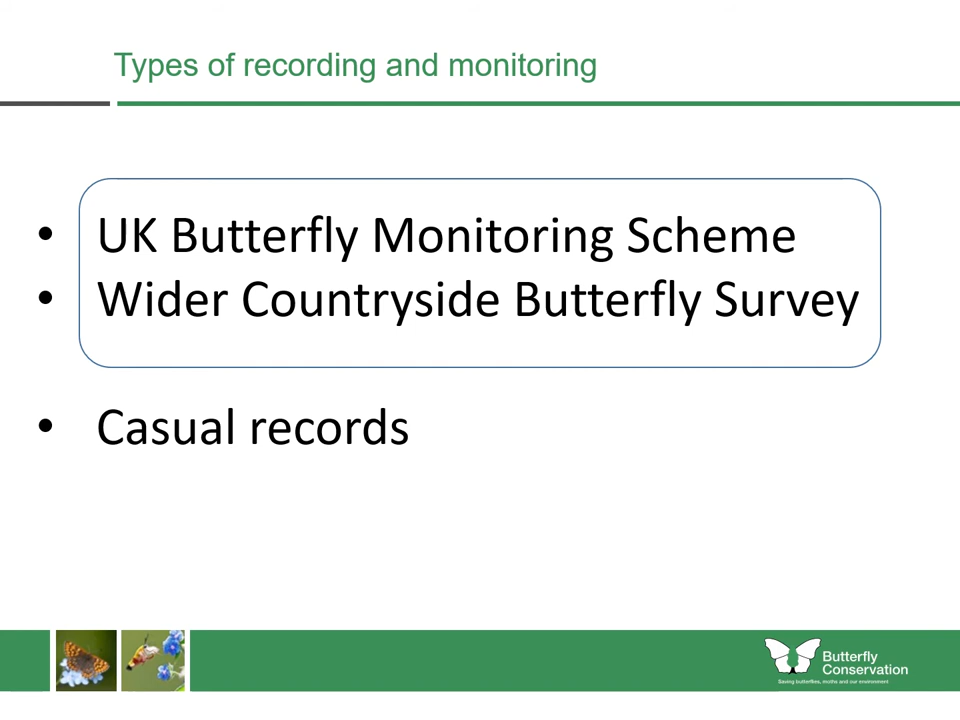 Types of recording and monitoring
• UK Butterfly Monitoring Scheme
• Wider Countryside Butterfly Survey
• Casual records
Butterfly
Conservation
Saving butterflies, moths and our environment